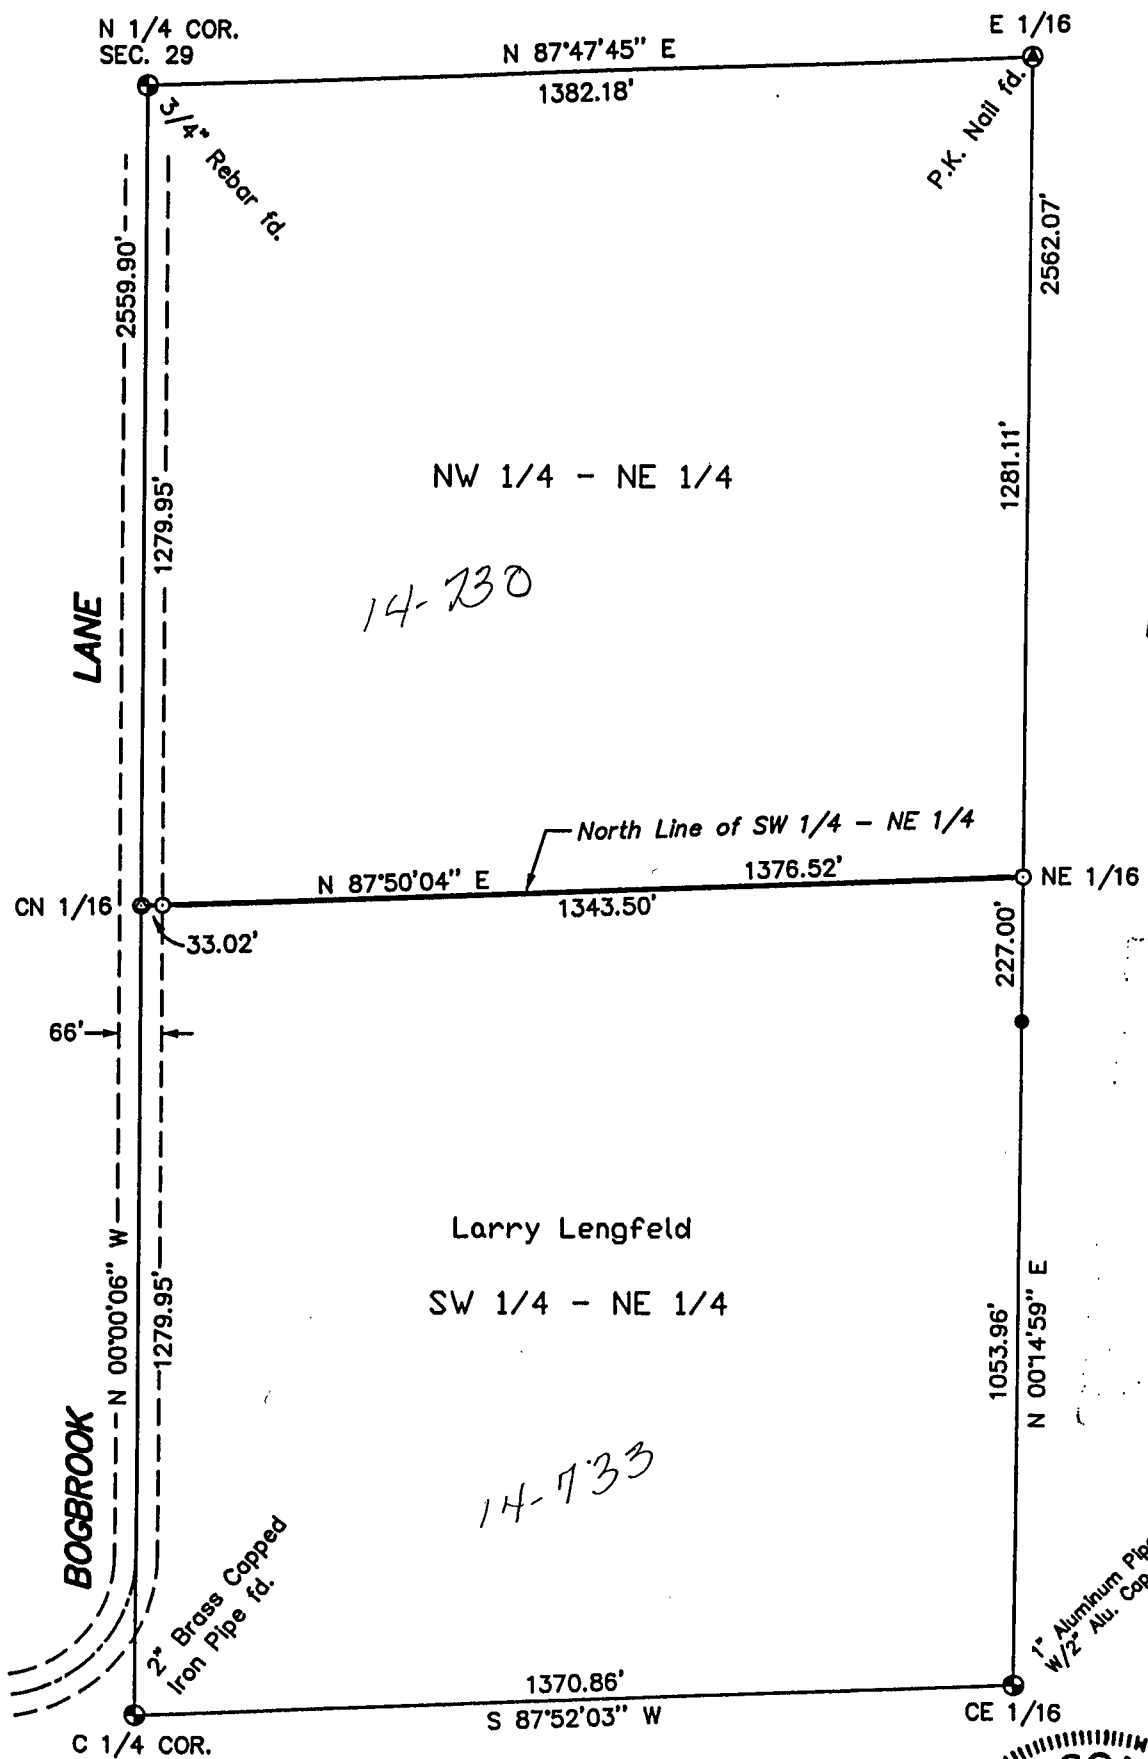 N 1/4 COR.
SEC. 29
E 1/16
N 87°47'45" E
1382.18'
3/4" Rebar fd.
P.K. Nail fd.
2559.90'
2562.07'
1279.95'
1281.11'
NW 1/4 - NE 1/4
14-730
LANE
North Line of SW 1/4 - NE 1/4
N 87°50'04" E
1376.52'
CN 1/16
NE 1/16
1343.50'
33.02'
227.00'
66'
Larry Lengfeld
SW 1/4 - NE 1/4
N 00°00'06" W
1279.95'
1053.96'
N 00°14'59" E
14-733
BOGBROOK
2" Brass Capped
Iron Pipe fd.
1" Aluminum Pipe
W/2" Alu. Cap
1370.86'
S 87°52'03" W
CE 1/16
C 1/4 COR.